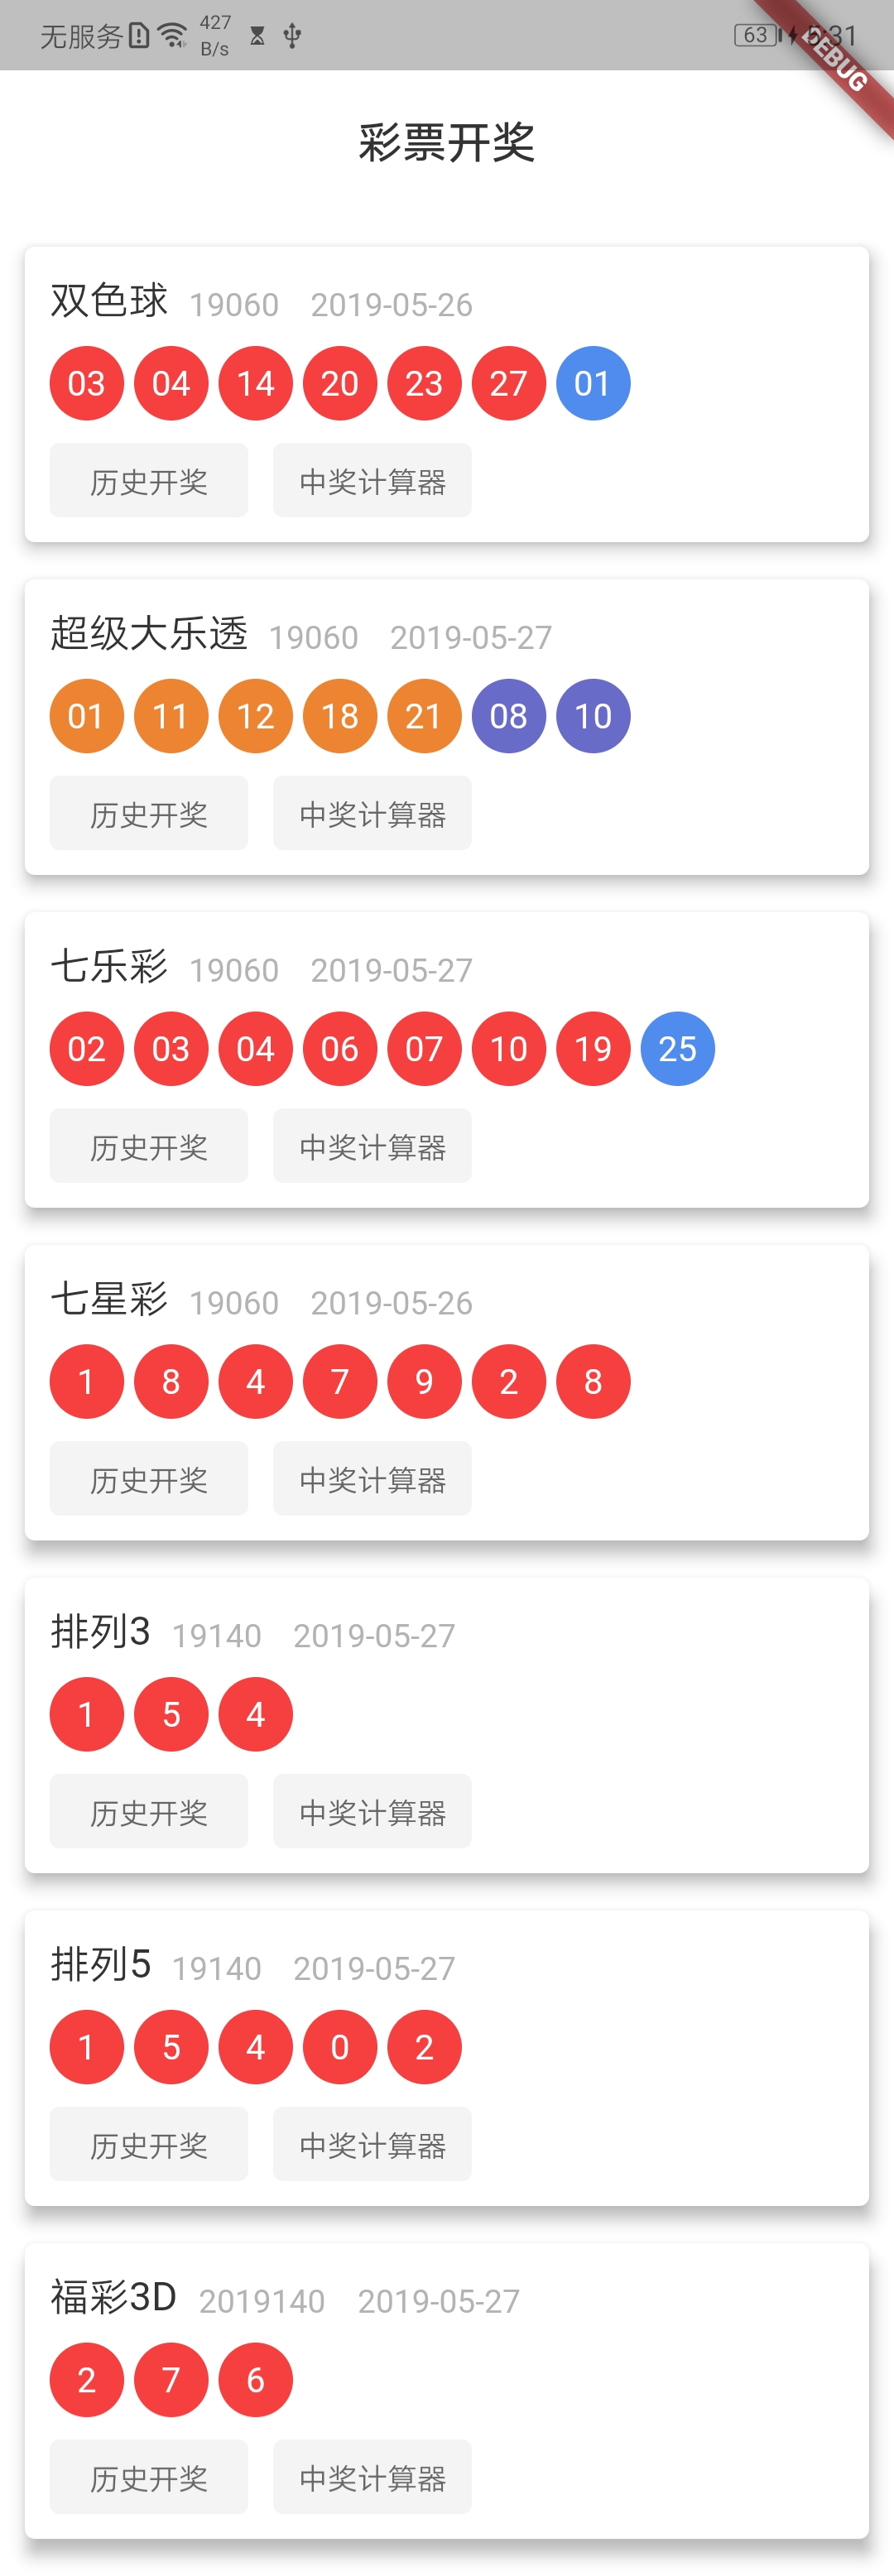 无服务 427 B/s 63 5:31
DEBUG
彩票开奖
双色球 19060 2019-05-26
03 04 14 20 23 27 01
历史开奖 中奖计算器
超级大乐透 19060 2019-05-27
01 11 12 18 21 08 10
历史开奖 中奖计算器
七乐彩 19060 2019-05-27
02 03 04 06 07 10 19 25
历史开奖 中奖计算器
七星彩 19060 2019-05-26
1 8 4 7 9 2 8
历史开奖 中奖计算器
排列3 19140 2019-05-27
1 5 4
历史开奖 中奖计算器
排列5 19140 2019-05-27
1 5 4 0 2
历史开奖 中奖计算器
福彩3D 2019140 2019-05-27
2 7 6
历史开奖 中奖计算器